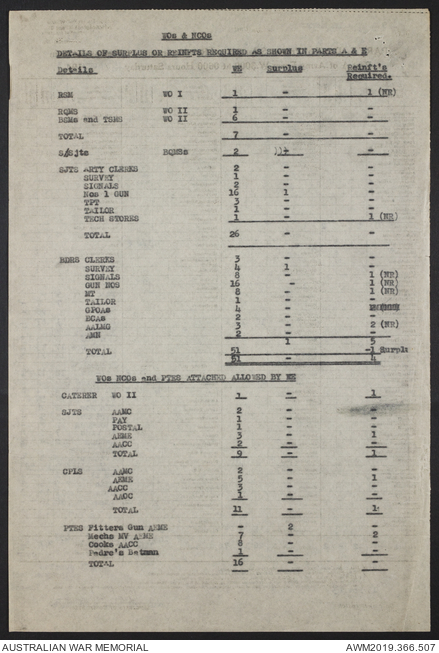 WOs & NCOs
DETAILS OF SURPLUS OR REINFTS REQUIRED AS SHOWN IN PARTS A & E
Details WE Surplus Reinft's Required.
RSM WO I 1 - 1 (NR)
RQMS WO II 1 - -
BSMs and TSMs WO II 6 - -
TOTAL 7 - -
S/Sjts BQMSs 2 - -
SJTS ARTY CLERKS 2 - -
SURVEY 1 - -
SIGNALS 2 - -
Nos 1 GUN 16 1 -
TPT 3 - -
TAILOR 1 - -
TECH STORES 1 - 1 (NR)
TOTAL 26 - -
BDRS CLERKS 3 - -
SURVEY 4 1 -
SIGNALS 8 - 1 (NR)
GUN NOS 16 - 1 (NR)
MT 8 - 1 (NR)
TAILOR 1 - -
GPOAs 4 -
BCAs 2 - -
AALMG 3 - 2 (NR)
AMN 2 - -
1 5
TOTAL 51 -1 Surplu
51 - 4
WOs NCOs and PTES ATTACHED ALLOWED BY WE
CATERER WO II 1 - 1
SJTS AAMC 2 - -
PAY 1 - -
POSTAL 1 - -
AEME 3 - 1
AACC 2 - -
TOTAL 9 - 1
CPLS AAMC 2 - -
AEME 5 - 1
AACC 3 - -
AAOC 1 - -
TOTAL 11 - 1
PTES Fitters Gun AEME - 2 -
Mechs MV AEME 7 - 2
Cooks AACC 8 - -
Padre's Batman 1 - -
TOTAL 16 - -
AUSTRALIAN WAR MEMORIAL AWM2019.366.507